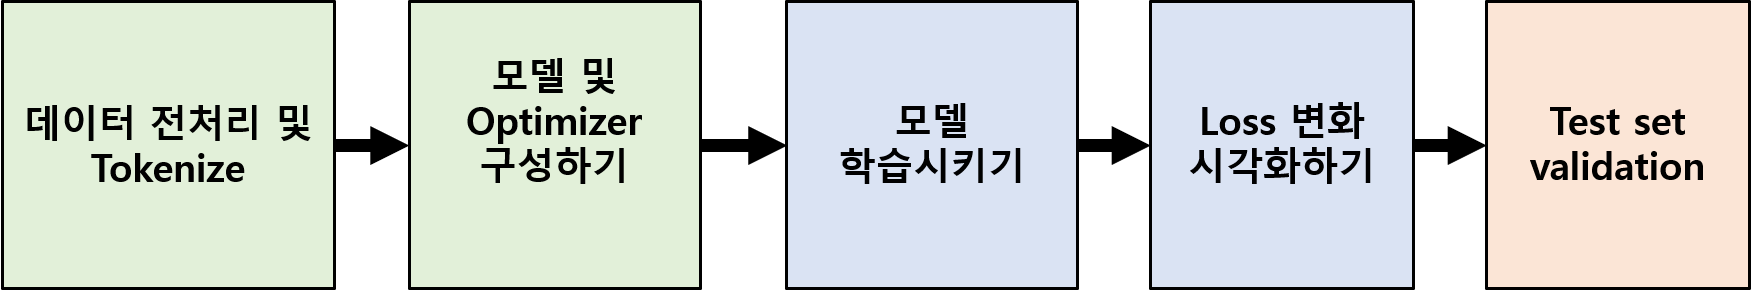 데이터 전처리 및
Tokenize
모델 및
Optimizer
구성하기
모델
학습시키기
Loss 변화
시각화하기
Test set
validation